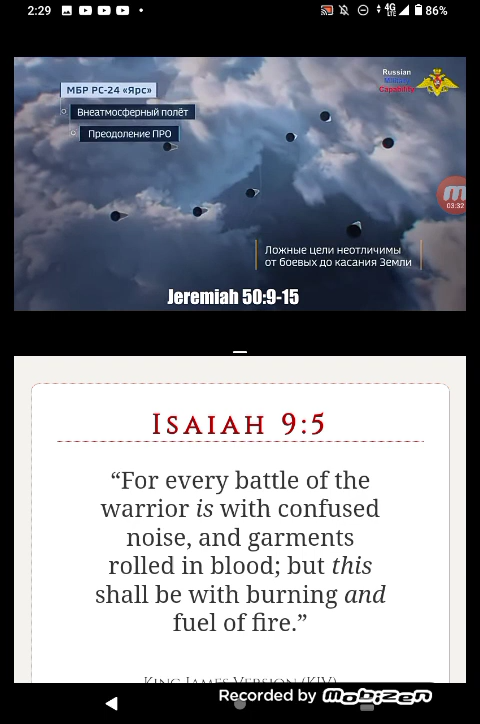 2:29
4G
LTE
86%
МБР РС-24 «Ярс»
Внеатмосферный полёт
Преодоление ПРО
Russian
Military
Capability
03:32
Ложные цели неотличимы
от боевых до касания Земли
Jeremiah 50:9-15
Isaiah 9:5
“For every battle of the
warrior is with confused
noise, and garments
rolled in blood; but this
shall be with burning and
fuel of fire.”
King James Version (KJV)
Recorded by Mobizen